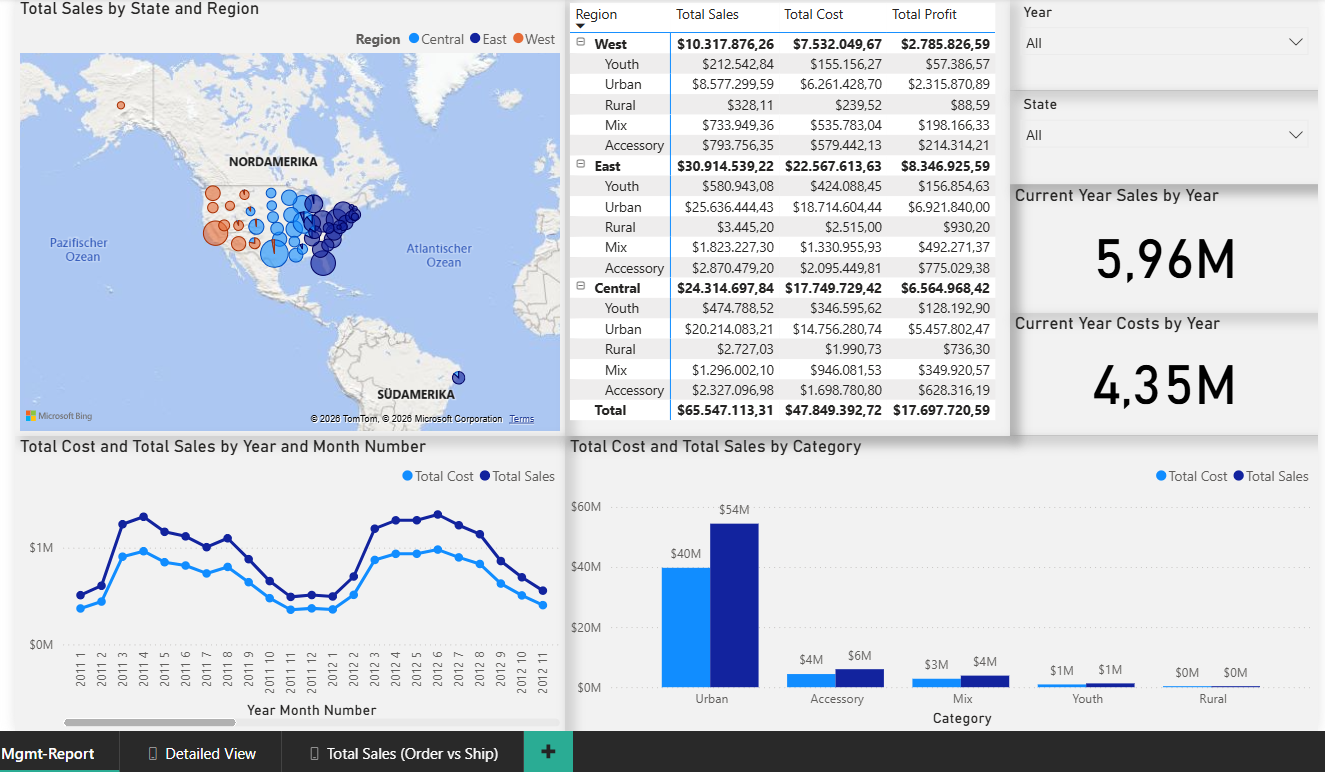 Total Sales by State and Region
Region Central East West
NORDAMERIKA
Pazifischer
Ozean
Atlantischer
Ozean
SÜDAMERIKA
Microsoft Bing
© 2026 TomTom, © 2026 Microsoft Corporation Terms
Region Total Sales Total Cost Total Profit
West $10.317.876,26 $7.532.049,67 $2.785.826,59
Youth $212.542,84 $155.156,27 $57.386,57
Urban $8.577.299,59 $6.261.428,70 $2.315.870,89
Rural $328,11 $239,52 $88,59
Mix $733.949,36 $535.783,04 $198.166,33
Accessory $793.756,35 $579.442,13 $214.314,21
East $30.914.539,22 $22.567.613,63 $8.346.925,59
Youth $580.943,08 $424.088,45 $156.854,63
Urban $25.636.444,43 $18.714.604,44 $6.921.840,00
Rural $3.445,20 $2.515,00 $930,20
Mix $1.823.227,30 $1.330.955,93 $492.271,37
Accessory $2.870.479,20 $2.095.449,81 $775.029,38
Central $24.314.697,84 $17.749.729,42 $6.564.968,42
Youth $474.788,52 $346.595,62 $128.192,90
Urban $20.214.083,21 $14.756.280,74 $5.457.802,47
Rural $2.727,03 $1.990,73 $736,30
Mix $1.296.002,10 $946.081,53 $349.920,57
Accessory $2.327.096,98 $1.698.780,80 $628.316,19
Total $65.547.113,31 $47.849.392,72 $17.697.720,59
Year
All
State
All
Current Year Sales by Year
5,96M
Current Year Costs by Year
4,35M
Total Cost and Total Sales by Year and Month Number
Total Cost Total Sales
$1M
$0M
2011 1
2011 2
2011 3
2011 4
2011 5
2011 6
2011 7
2011 8
2011 9
2011 10
2011 11
2011 12
2012 1
2012 2
2012 3
2012 4
2012 5
2012 6
2012 7
2012 8
2012 9
2012 10
2012 11
Year Month Number
Total Cost and Total Sales by Category
Total Cost Total Sales
$60M
$40M
$20M
$0M
$40M $54M
$4M $6M
$3M $4M
$1M $1M
$0M $0M
Urban Accessory Mix Youth Rural
Category
Mgmt-Report Detailed View Total Sales (Order vs Ship) +